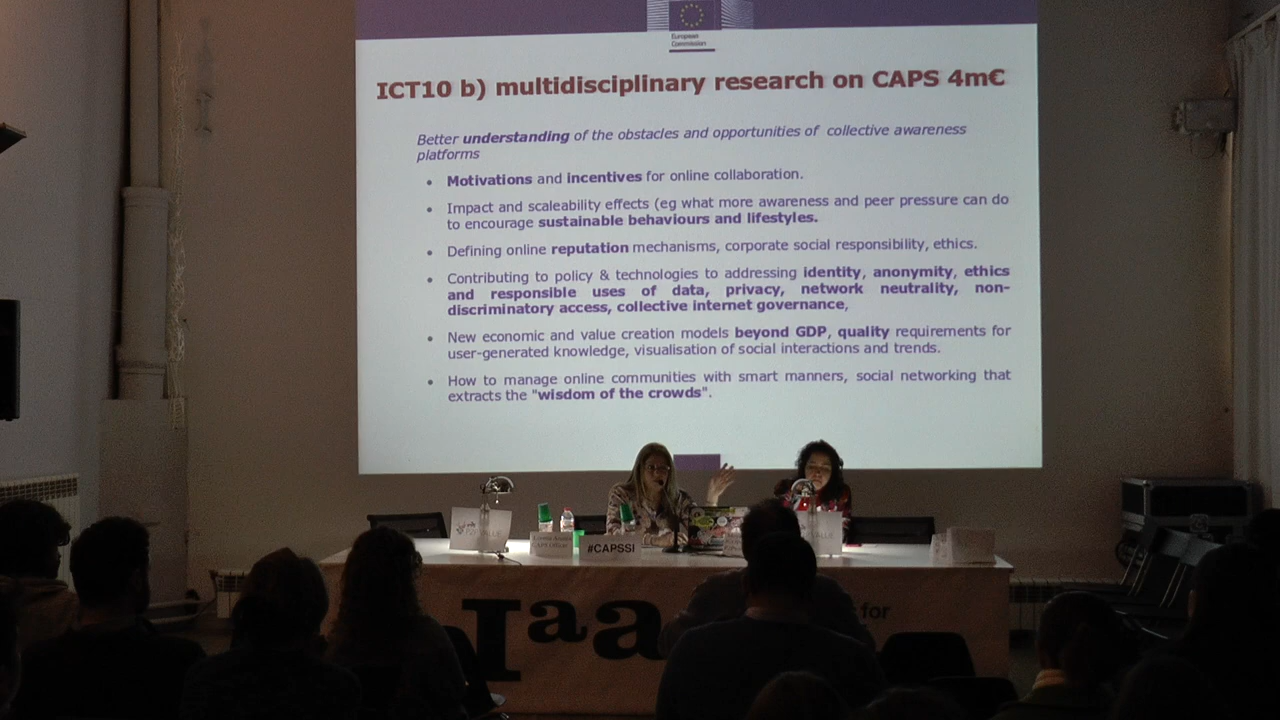 European
Commission
ICT10 b) multidisciplinary research on CAPS 4m€
Better understanding of the obstacles and opportunities of collective awareness
platforms
• Motivations and incentives for online collaboration.
• Impact and scaleability effects (eg what more awareness and peer pressure can do
to encourage sustainable behaviours and lifestyles.
• Defining online reputation mechanisms, corporate social responsibility, ethics.
• Contributing to policy & technologies to addressing identity, anonymity, ethics
and responsible uses of data, privacy, network neutrality, non-
discriminatory access, collective internet governance,
• New economic and value creation models beyond GDP, quality requirements for
user-generated knowledge, visualisation of social interactions and trends.
• How to manage online communities with smart manners, social networking that
extracts the "wisdom of the crowds".
#CAPSSI
Iaa
for